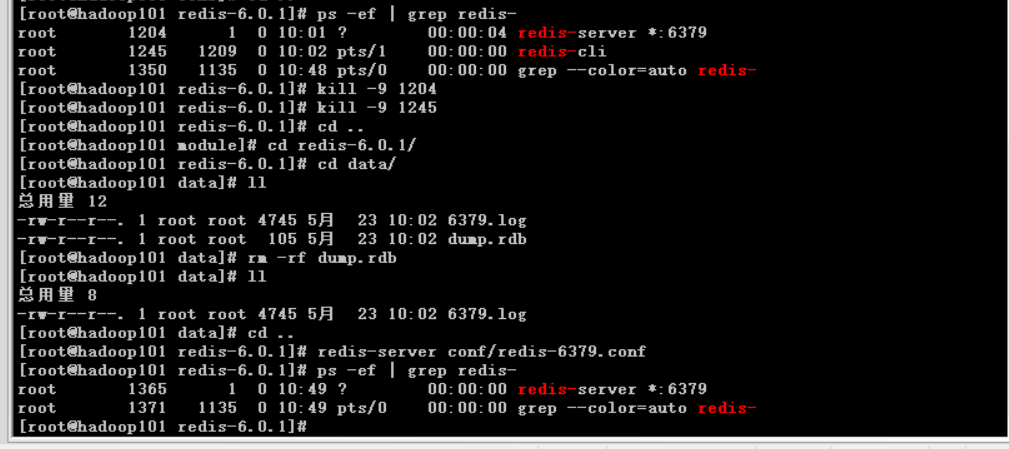 [root@hadoop101 redis-6.0.1]# ps -ef | grep redis-
root 1204 1 0 10:01 ? 00:00:04 redis-server *:6379
root 1245 1209 0 10:02 pts/1 00:00:00 redis-cli
root 1350 1135 0 10:48 pts/0 00:00:00 grep --color=auto redis-
[root@hadoop101 redis-6.0.1]# kill -9 1204
[root@hadoop101 redis-6.0.1]# kill -9 1245
[root@hadoop101 redis-6.0.1]# cd ..
[root@hadoop101 module]# cd redis-6.0.1/
[root@hadoop101 redis-6.0.1]# cd data/
[root@hadoop101 data]# ll
总用量 12
-rw-r--r--. 1 root root 4745 5月 23 10:02 6379.log
-rw-r--r--. 1 root root 105 5月 23 10:02 dump.rdb
[root@hadoop101 data]# rm -rf dump.rdb
[root@hadoop101 data]# ll
总用量 8
-rw-r--r--. 1 root root 4745 5月 23 10:02 6379.log
[root@hadoop101 data]# cd ..
[root@hadoop101 redis-6.0.1]# redis-server conf/redis-6379.conf
[root@hadoop101 redis-6.0.1]# ps -ef | grep redis-
root 1365 1 0 10:49 ? 00:00:00 redis-server *:6379
root 1371 1135 0 10:49 pts/0 00:00:00 grep --color=auto redis-
[root@hadoop101 redis-6.0.1]#